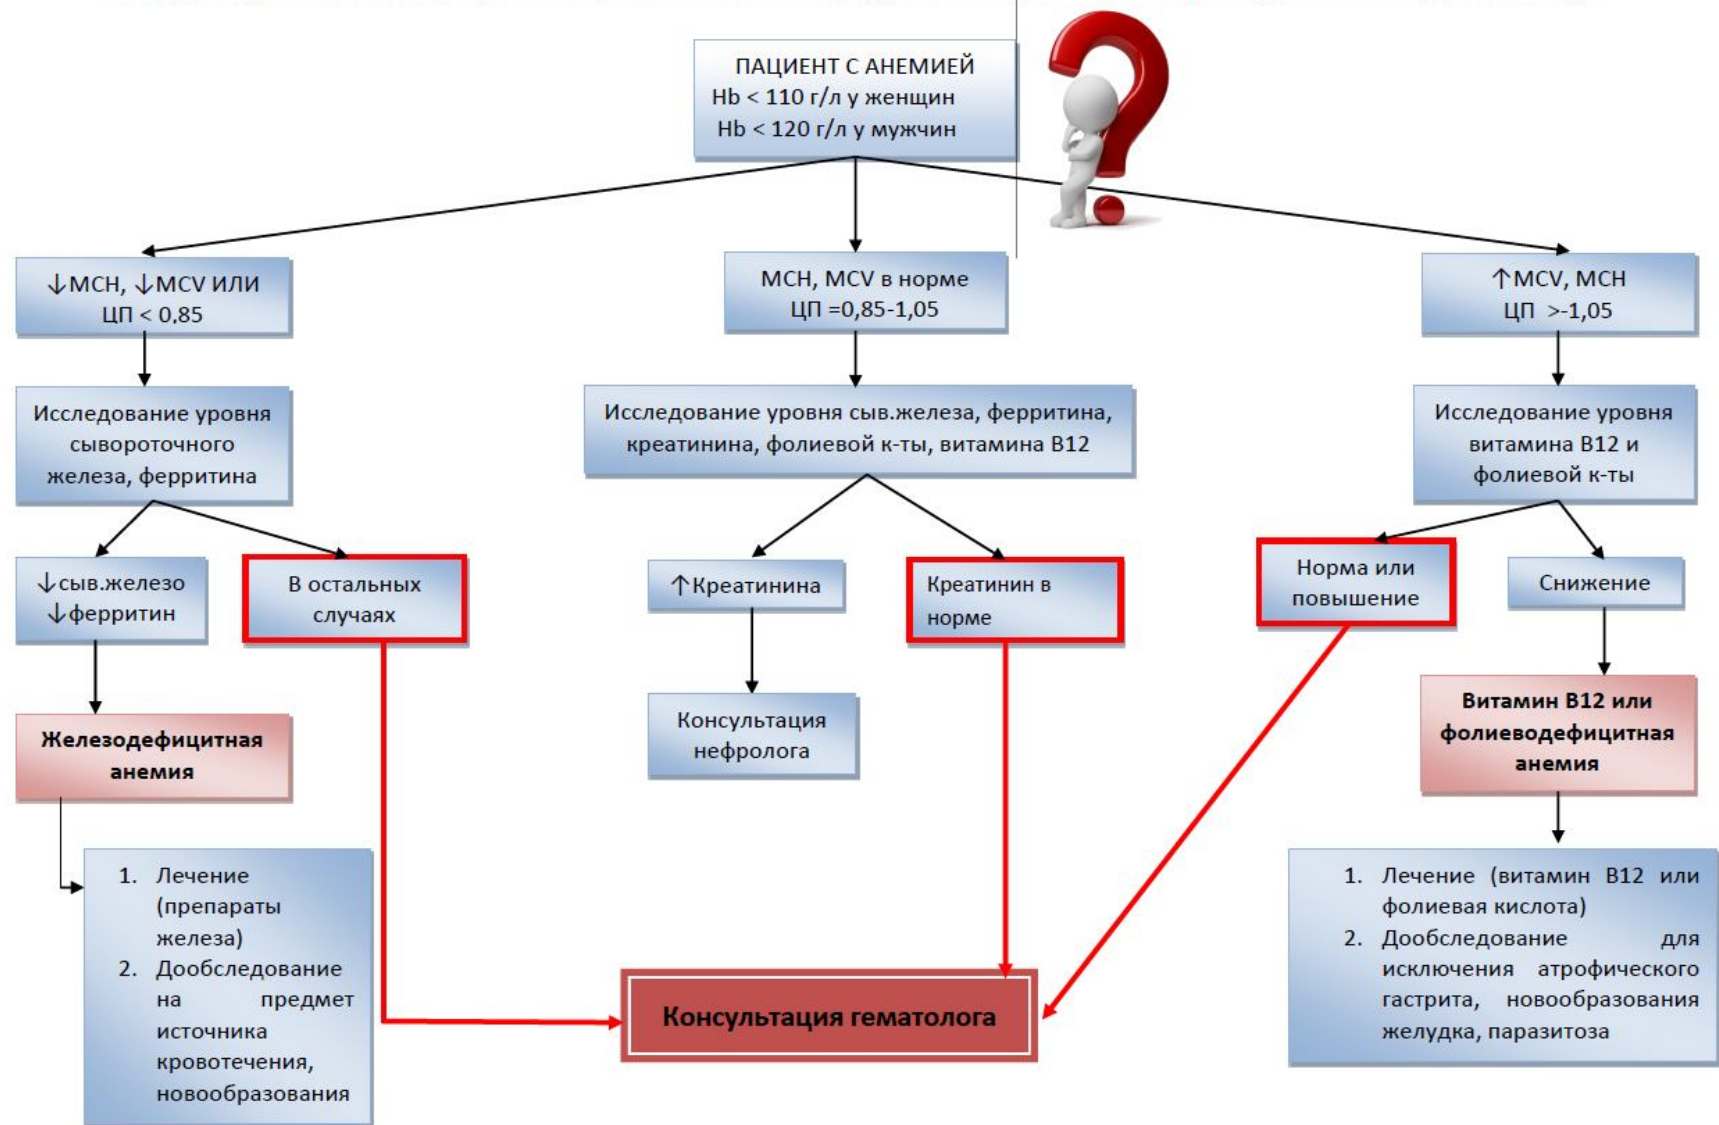 ПАЦИЕНТ С АНЕМИЕЙ
Hb < 110 г/л у женщин
Hb < 120 г/л у мужчин
↓MCH, ↓MCV ИЛИ
ЦП < 0,85
MCH, MCV в норме
ЦП =0,85-1,05
↑MCV, MCH
ЦП >-1,05
Исследование уровня
сывороточного
железа, ферритина
Исследование уровня сыв.железа, ферритина,
креатинина, фолиевой к-ты, витамина В12
Исследование уровня
витамина В12 и
фолиевой к-ты
↓сыв.железо
↓ферритин
В остальных
случаях
↑Креатинина
Креатинин в
норме
Норма или
повышение
Снижение
Железодефицитная
анемия
Консультация
нефролога
Витамин В12 или
фолиеводефицитная
анемия
1. Лечение
(препараты
железа)
2. Дообследование
на предмет
источника
кровотечения,
новообразования
Консультация гематолога
1. Лечение (витамин В12 или
фолиевая кислота)
2. Дообследование для
исключения атрофического
гастрита, новообразования
желудка, паразитоза